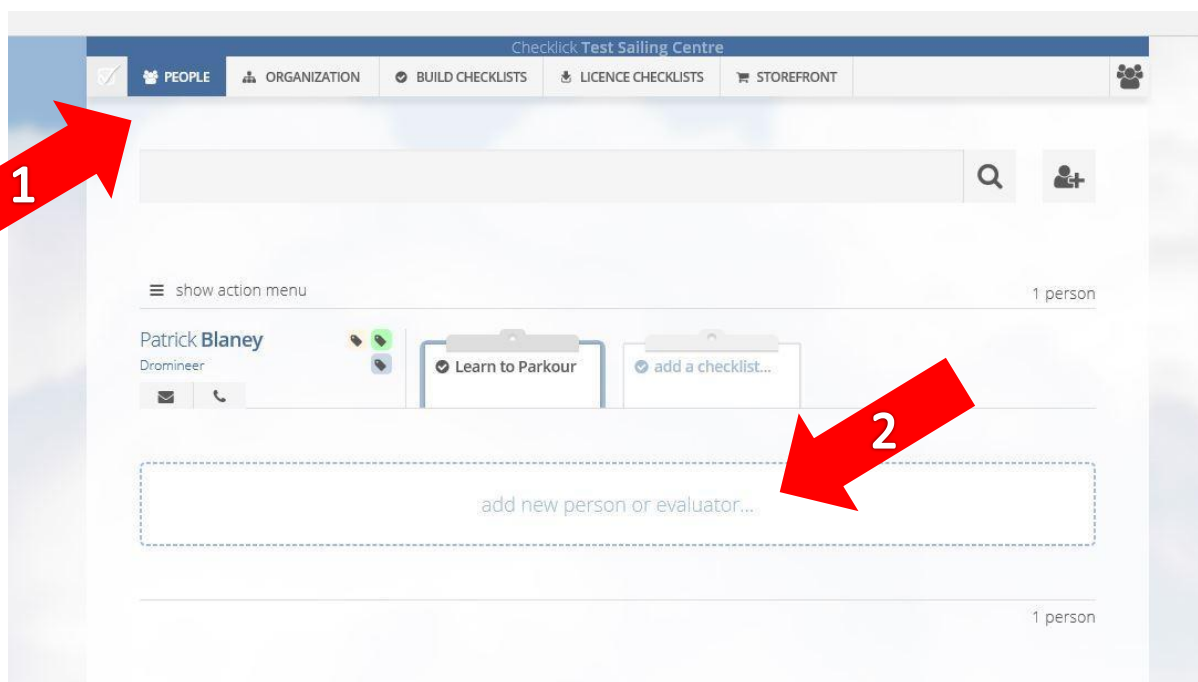 Checklick Test Sailing Centre
PEOPLE ORGANIZATION BUILD CHECKLISTS LICENCE CHECKLISTS STOREFRONT
1
show action menu 1 person
Patrick Blaney
Dromineer
Learn to Parkour add a checklist...
2
add new person or evaluator...
1 person